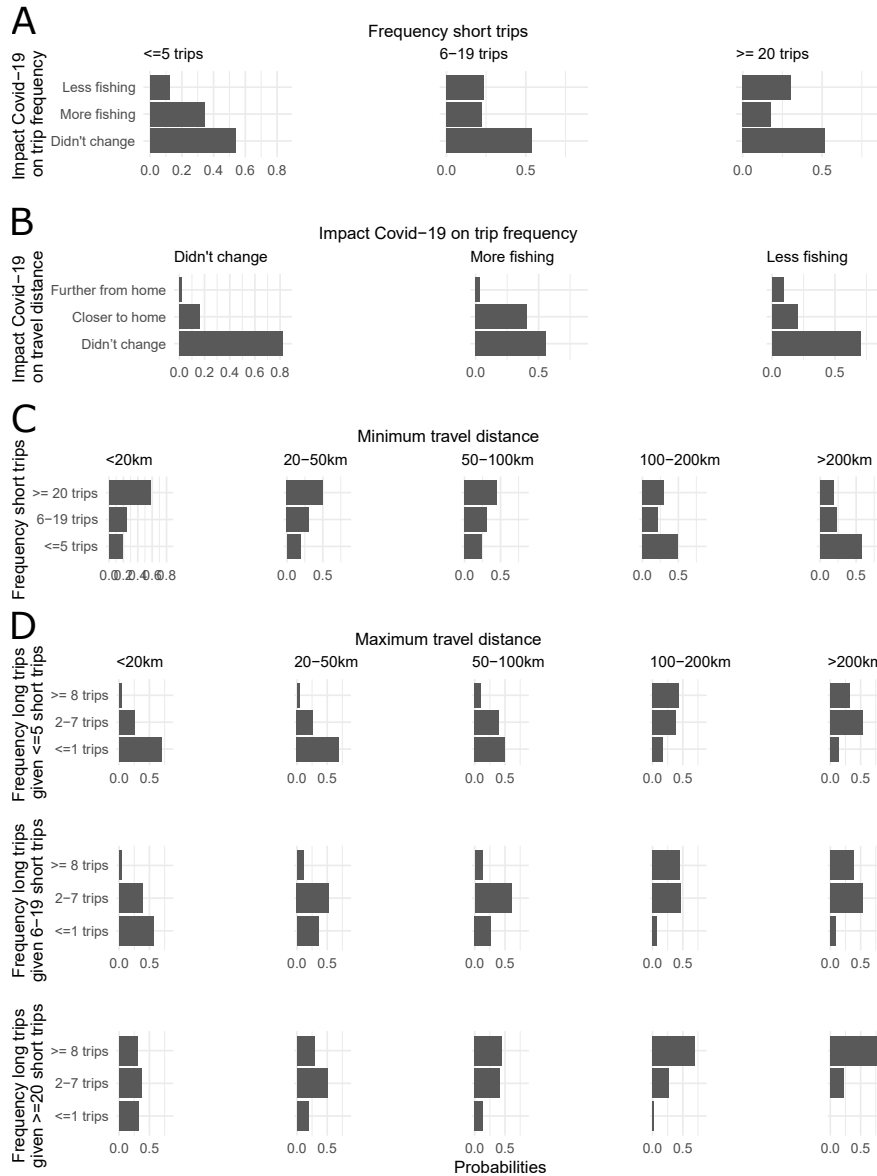 A
Frequency short trips
<=5 trips 6−19 trips >= 20 trips
Impact Covid−19
on trip frequency
Less fishing
More fishing
Didn't change
0.0 0.2 0.4 0.6 0.8 0.0 0.5 0.0 0.5
B
Impact Covid−19 on trip frequency
Didn't change More fishing Less fishing
Impact Covid−19
on travel distance
Further from home
Closer to home
Didn’t change
0.0 0.2 0.4 0.6 0.8 0.0 0.5 0.0 0.5
C
Minimum travel distance
<20km 20−50km 50−100km 100−200km >200km
Frequency short trips
>= 20 trips
6−19 trips
<=5 trips
0.0 0.2 0.4 0.6 0.8 0.0 0.5 0.0 0.5 0.0 0.5 0.0 0.5
D
Maximum travel distance
<20km 20−50km 50−100km 100−200km >200km
Frequency long trips
given <=5 short trips
>= 8 trips
2−7 trips
<=1 trips
0.0 0.5 0.0 0.5 0.0 0.5 0.0 0.5 0.0 0.5
Frequency long trips
given 6−19 short trips
>= 8 trips
2−7 trips
<=1 trips
0.0 0.5 0.0 0.5 0.0 0.5 0.0 0.5 0.0 0.5
Frequency long trips
given >=20 short trips
>= 8 trips
2−7 trips
<=1 trips
0.0 0.5 0.0 0.5 0.0 0.5 0.0 0.5 0.0 0.5
Probabilities